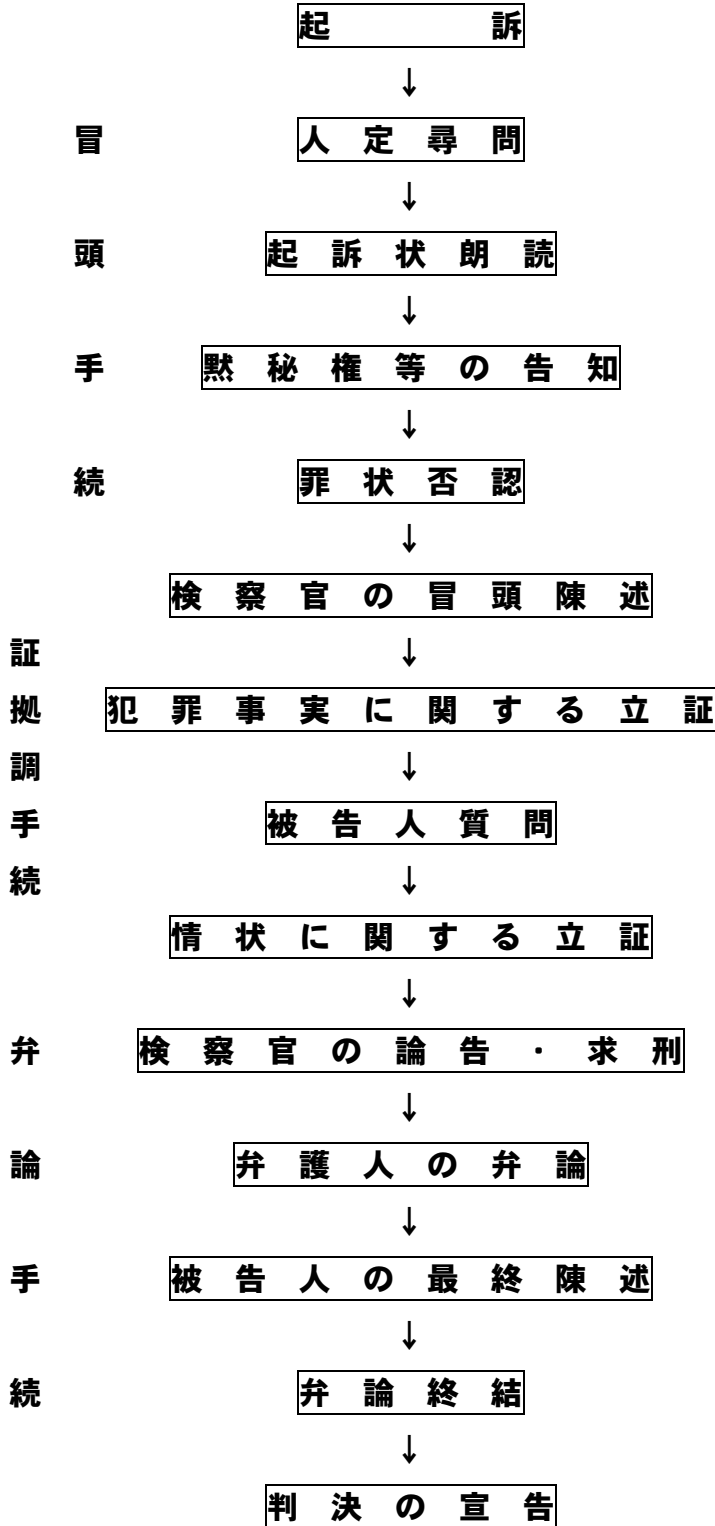 起訴
↓
冒 人定尋問
↓
頭 起訴状朗読
↓
手 黙秘権等の告知
↓
続 罪状否認
↓
検察官の冒頭陳述
証 ↓
拠 犯罪事実に関する立証
調 ↓
手 被告人質問
続 ↓
情状に関する立証
↓
弁 検察官の論告・求刑
↓
論 弁護人の弁論
↓
手 被告人の最終陳述
↓
続 弁論終結
↓
判決の宣告